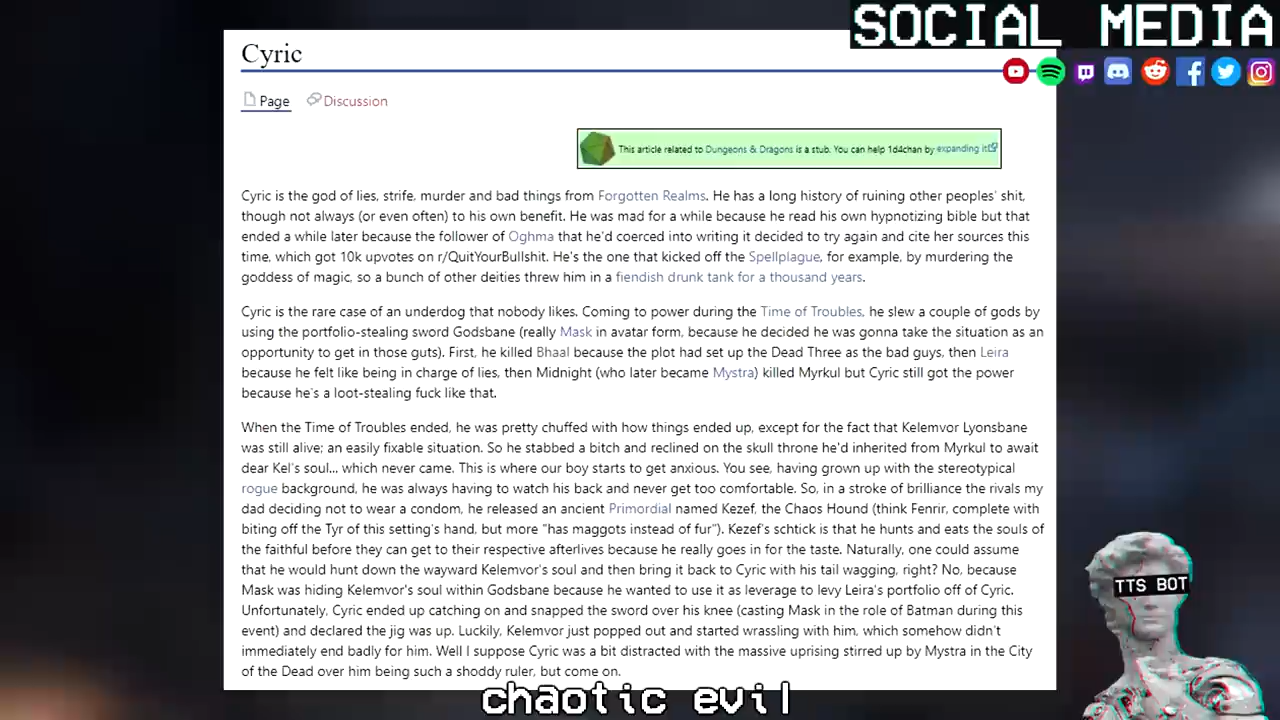 SOCIAL MEDIA
Cyric
Page Discussion
This article related to Dungeons & Dragons is a stub. You can help 1d4chan by expanding it
Cyric is the god of lies, strife, murder and bad things from Forgotten Realms. He has a long history of ruining other peoples' shit,
though not always (or even often) to his own benefit. He was mad for a while because he read his own hypnotizing bible but that
ended a while later because the follower of Oghma that he'd coerced into writing it decided to try again and cite her sources this
time, which got 10k upvotes on r/QuitYourBullshit. He's the one that kicked off the Spellplague, for example, by murdering the
goddess of magic, so a bunch of other deities threw him in a fiendish drunk tank for a thousand years.
Cyric is the rare case of an underdog that nobody likes. Coming to power during the Time of Troubles, he slew a couple of gods by
using the portfolio-stealing sword Godsbane (really Mask in avatar form, because he decided he was gonna take the situation as an
opportunity to get in those guts). First, he killed Bhaal because the plot had set up the Dead Three as the bad guys, then Leira
because he felt like being in charge of lies, then Midnight (who later became Mystra) killed Myrkul but Cyric still got the power
because he's a loot-stealing fuck like that.
When the Time of Troubles ended, he was pretty chuffed with how things ended up, except for the fact that Kelemvor Lyonsbane
was still alive; an easily fixable situation. So he stabbed a bitch and reclined on the skull throne he'd inherited from Myrkul to await
dear Kel's soul... which never came. This is where our boy starts to get anxious. You see, having grown up with the stereotypical
rogue background, he was always having to watch his back and never get too comfortable. So, in a stroke of brilliance the rivals my
dad deciding not to wear a condom, he released an ancient Primordial named Kezef, the Chaos Hound (think Fenrir, complete with
biting off the Tyr of this setting's hand, but more "has maggots instead of fur"). Kezef's schtick is that he hunts and eats the souls of
the faithful before they can get to their respective afterlives because he really goes in for the taste. Naturally, one could assume
that he would hunt down the wayward Kelemvor's soul and then bring it back to Cyric with his tail wagging, right? No, because
Mask was hiding Kelemvor's soul within Godsbane because he wanted to use it as leverage to levy Leira's portfolio off of Cyric.
Unfortunately, Cyric ended up catching on and snapped the sword over his knee (casting Mask in the role of Batman during this
event) and declared the jig was up. Luckily, Kelemvor just popped out and started wrassling with him, which somehow didn't
immediately end badly for him. Well I suppose Cyric was a bit distracted with the massive uprising stirred up by Mystra in the City
of the Dead over him being such a shoddy ruler, but come on.
TTS BOT
chaotic evil